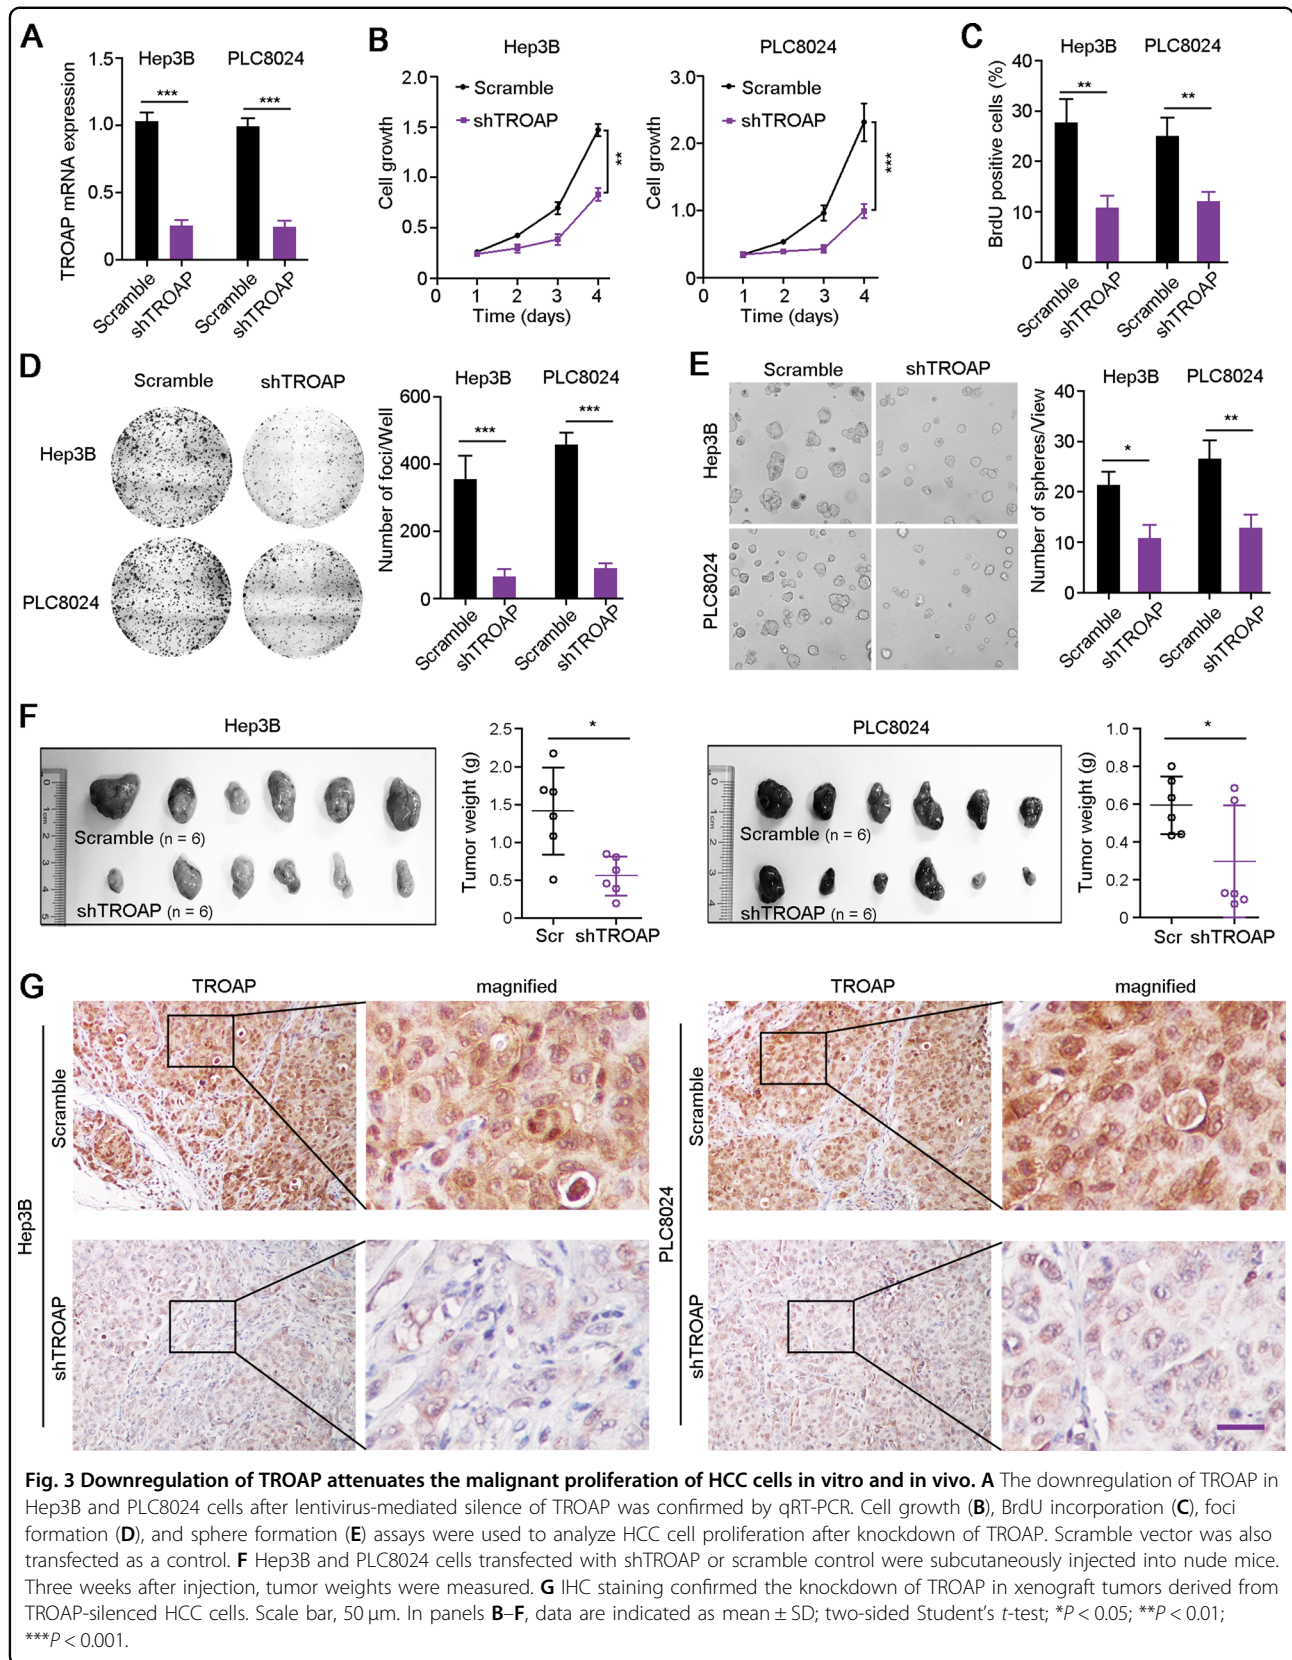 A
Hep3B PLC8024
TROAP mRNA expression
1.5
1.0
0.5
0
***
***
Scramble
shTROAP
Scramble
shTROAP
B
Hep3B
Cell growth
2.0
1.5
1.0
0.5
0
Scramble
shTROAP
**
0 1 2 3 4
Time (days)
PLC8024
Cell growth
3.0
2.0
1.0
0
Scramble
shTROAP
***
0 1 2 3 4
Time (days)
C
Hep3B PLC8024
BrdU positive cells (%)
40
30
20
10
0
**
**
Scramble
shTROAP
Scramble
shTROAP
D
Scramble shTROAP
Hep3B
PLC8024
Hep3B PLC8024
Number of foci/Well
600
400
200
0
***
***
Scramble
shTROAP
Scramble
shTROAP
E
Scramble shTROAP
Hep3B
PLC8024
Hep3B PLC8024
Number of spheres/View
40
30
20
10
0
*
**
Scramble
shTROAP
Scramble
shTROAP
F
Hep3B
0
1
cm
2
3
4
5
Scramble (n = 6)
shTROAP (n = 6)
Tumor weight (g)
2.5
2.0
1.5
1.0
0.5
0
*
Scr shTROAP
PLC8024
0
1
cm
2
3
4
Scramble (n = 6)
shTROAP (n = 6)
Tumor weight (g)
1.0
0.8
0.6
0.4
0.2
0
*
Scr shTROAP
G
TROAP magnified
Hep3B
Scramble
shTROAP
TROAP magnified
PLC8024
Scramble
shTROAP
Fig. 3 Downregulation of TROAP attenuates the malignant proliferation of HCC cells in vitro and in vivo. A The downregulation of TROAP in
Hep3B and PLC8024 cells after lentivirus-mediated silence of TROAP was confirmed by qRT-PCR. Cell growth (B), BrdU incorporation (C), foci
formation (D), and sphere formation (E) assays were used to analyze HCC cell proliferation after knockdown of TROAP. Scramble vector was also
transfected as a control. F Hep3B and PLC8024 cells transfected with shTROAP or scramble control were subcutaneously injected into nude mice.
Three weeks after injection, tumor weights were measured. G IHC staining confirmed the knockdown of TROAP in xenograft tumors derived from
TROAP-silenced HCC cells. Scale bar, 50 μm. In panels B–F, data are indicated as mean ± SD; two-sided Student's t-test; *P < 0.05; **P < 0.01;
***P < 0.001.